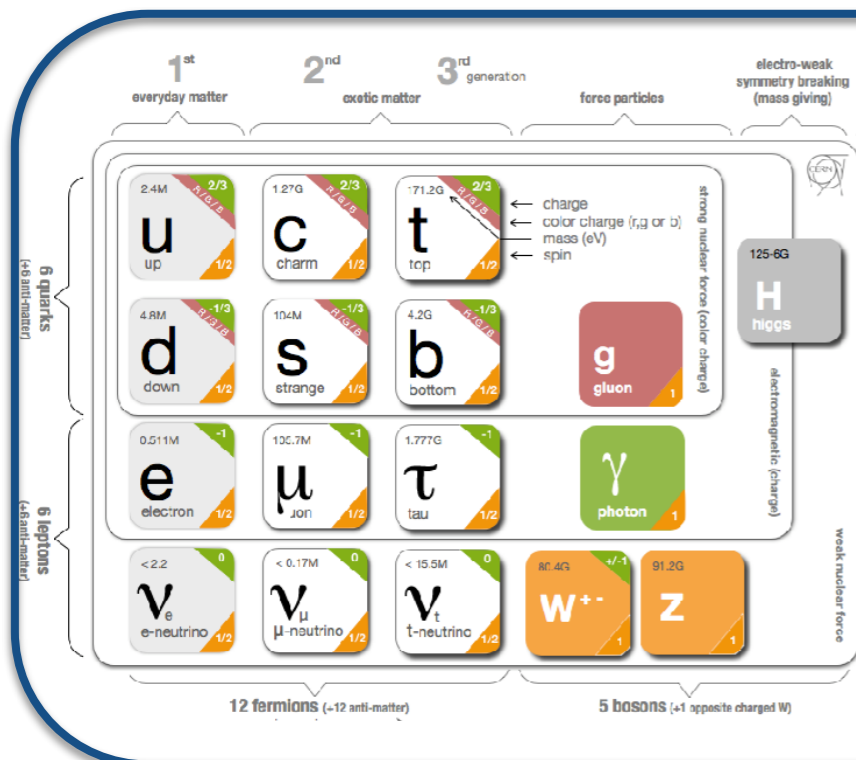 1st
2nd
3rd generation
electro-weak
symmetry breaking
(mass giving)
everyday matter
exotic matter
force particles
6 quarks
(+6 anti-matter)
2.4M
2/3
R/G/B
u
up
1/2
1.27G
2/3
R/G/B
c
charm
1/2
171.2G
2/3
R/G/B
t
top
1/2
charge
color charge (r,g or b)
mass (eV)
spin
strong nuclear force (color charge)
CERN
125-6G
H
higgs
4.8M
-1/3
R/G/B
d
down
1/2
104M
-1/3
R/G/B
s
strange
1/2
4.2G
-1/3
R/G/B
b
bottom
1/2
g
gluon
1
electromagnetic (charge)
6 leptons
(+6 anti-matter)
0.511M
-1
e
electron
1/2
105.7M
-1
μ
uon
1/2
1.777G
-1
τ
tau
1/2
γ
photon
1
weak nuclear force
< 2.2
0
νe
e-neutrino
1/2
< 0.17M
0
νμ
μ-neutrino
1/2
< 15.5M
0
νt
t-neutrino
1/2
80.4G
+/-1
W+-
1
91.2G
Z
1
12 fermions (+12 anti-matter)
5 bosons (+1 opposite charged W)